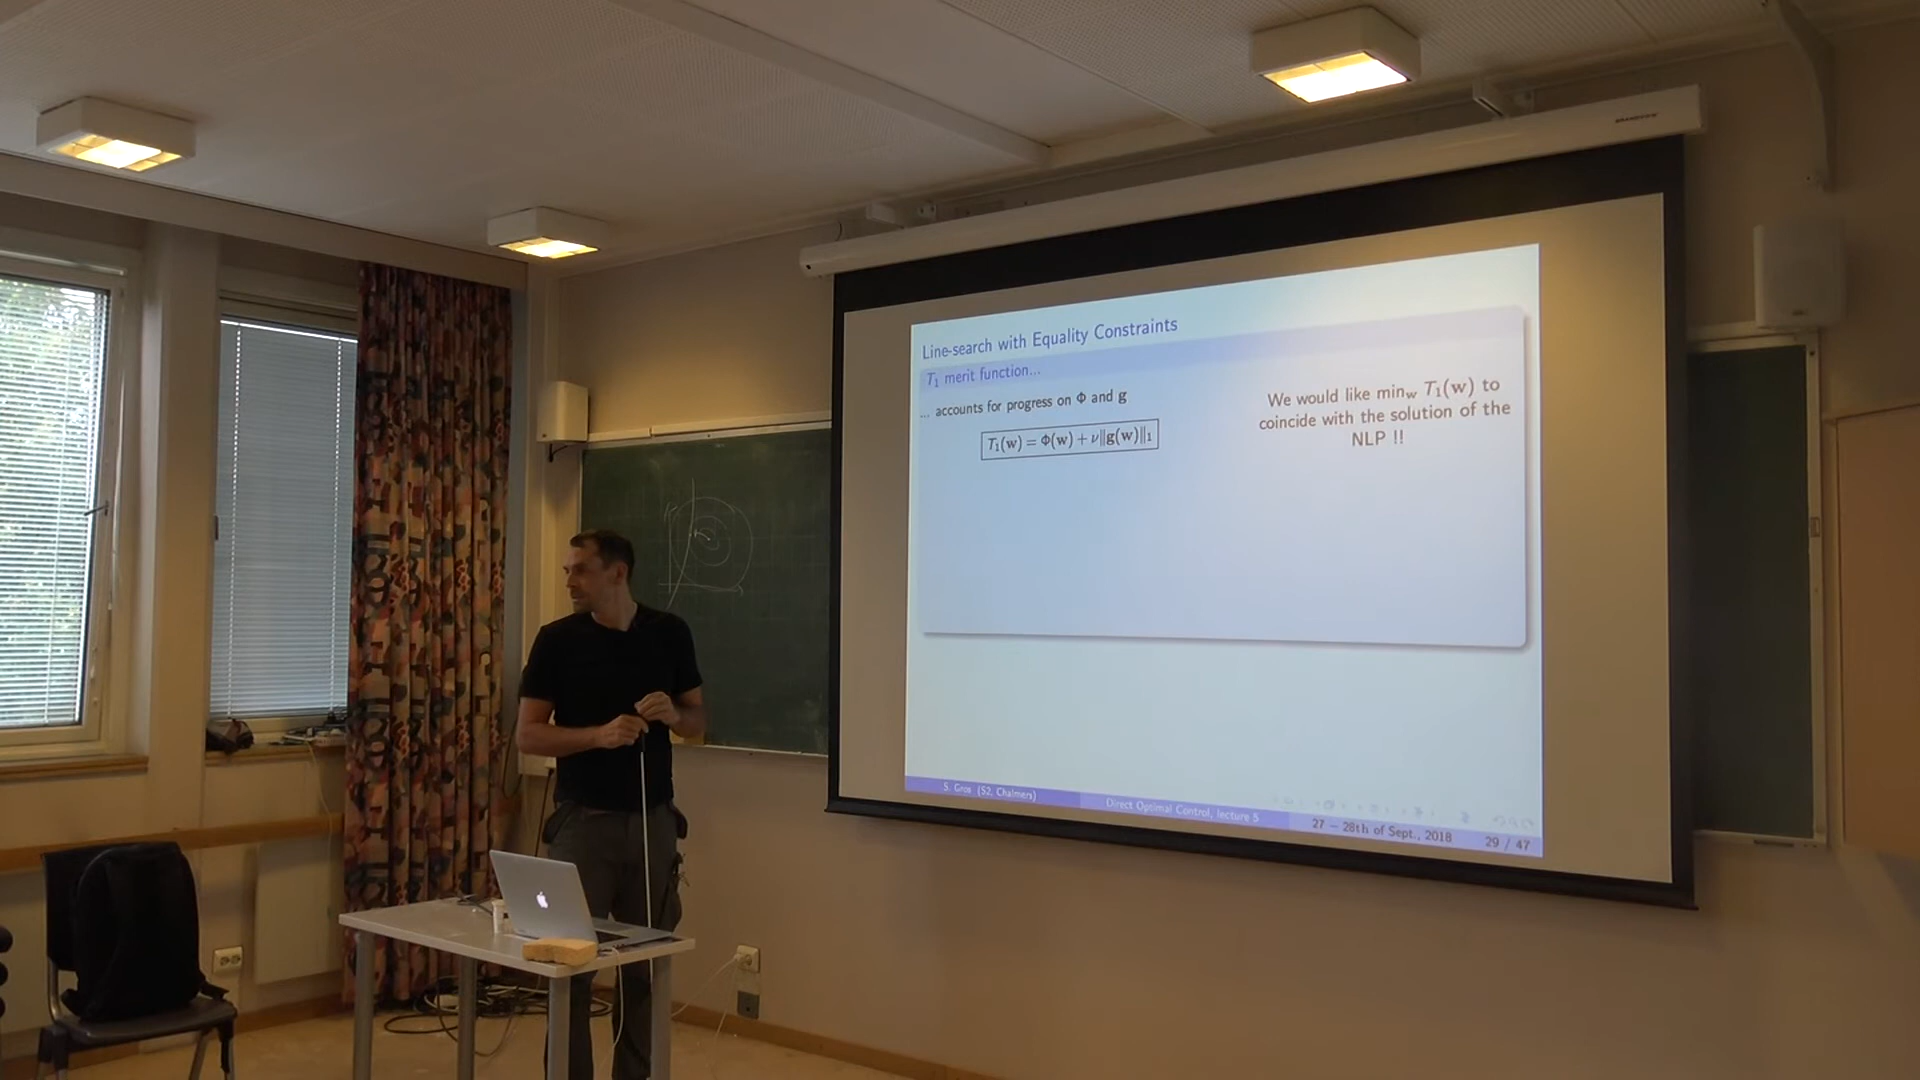 Line-search with Equality Constraints
T₁ merit function...
... accounts for progress on Φ and g
T₁(w) = Φ(w) + ν‖g(w)‖₁
We would like min_w T₁(w) to
coincide with the solution of the
NLP !!
S. Gros (S2, Chalmers)
Direct Optimal Control, lecture 5
27 – 28th of Sept., 2018
29 / 47